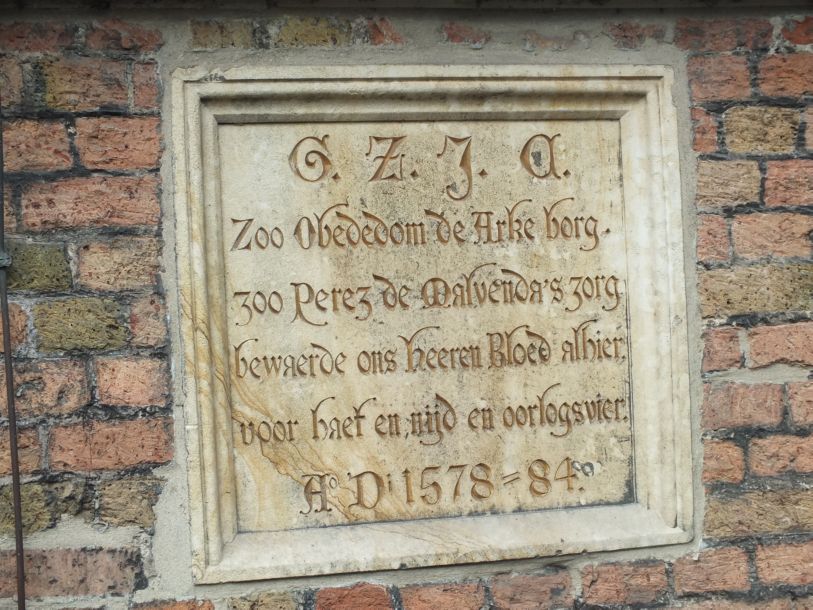 G. Z. J. C.
Zoo Obededom de Arke borg,
zoo Perez de Malvenda's zorg
bewaerde ons heeren Bloed alhier.
voor haet en nijd en oorlogsvier.
Ao D: 1578=84.